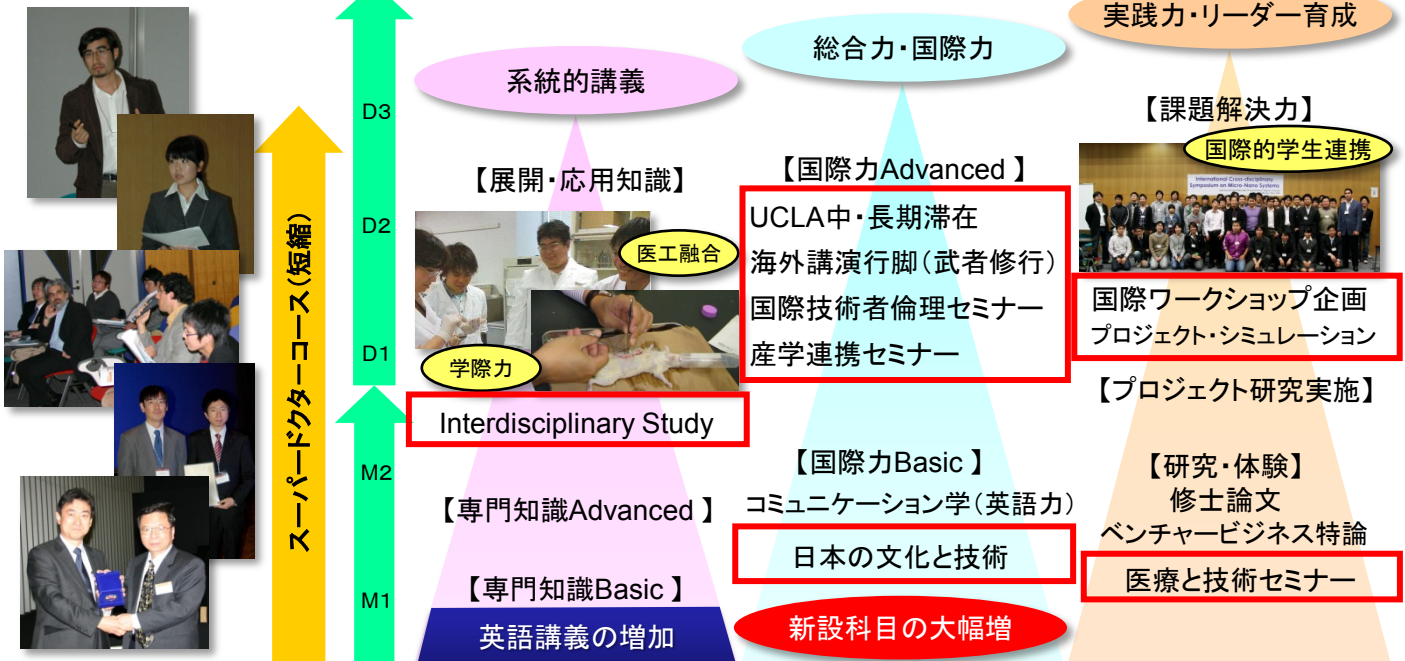 スーパードクターコース(短縮)
D3
D2
D1
M2
M1
系統的講義
【展開・応用知識】
医工融合
学際力
Interdisciplinary Study
【専門知識Advanced 】
【専門知識Basic 】
英語講義の増加
総合力・国際力
【国際力Advanced 】
UCLA中・長期滞在
海外講演行脚(武者修行)
国際技術者倫理セミナー
産学連携セミナー
【国際力Basic 】
コミュニケーション学(英語力)
日本の文化と技術
新設科目の大幅増
実践力・リーダー育成
【課題解決力】
国際的学生連携
International Cross-disciplinary
Symposium on Micro-Nano Systems
国際ワークショップ企画
プロジェクト・シミュレーション
【プロジェクト研究実施】
【研究・体験】
修士論文
ベンチャービジネス特論
医療と技術セミナー